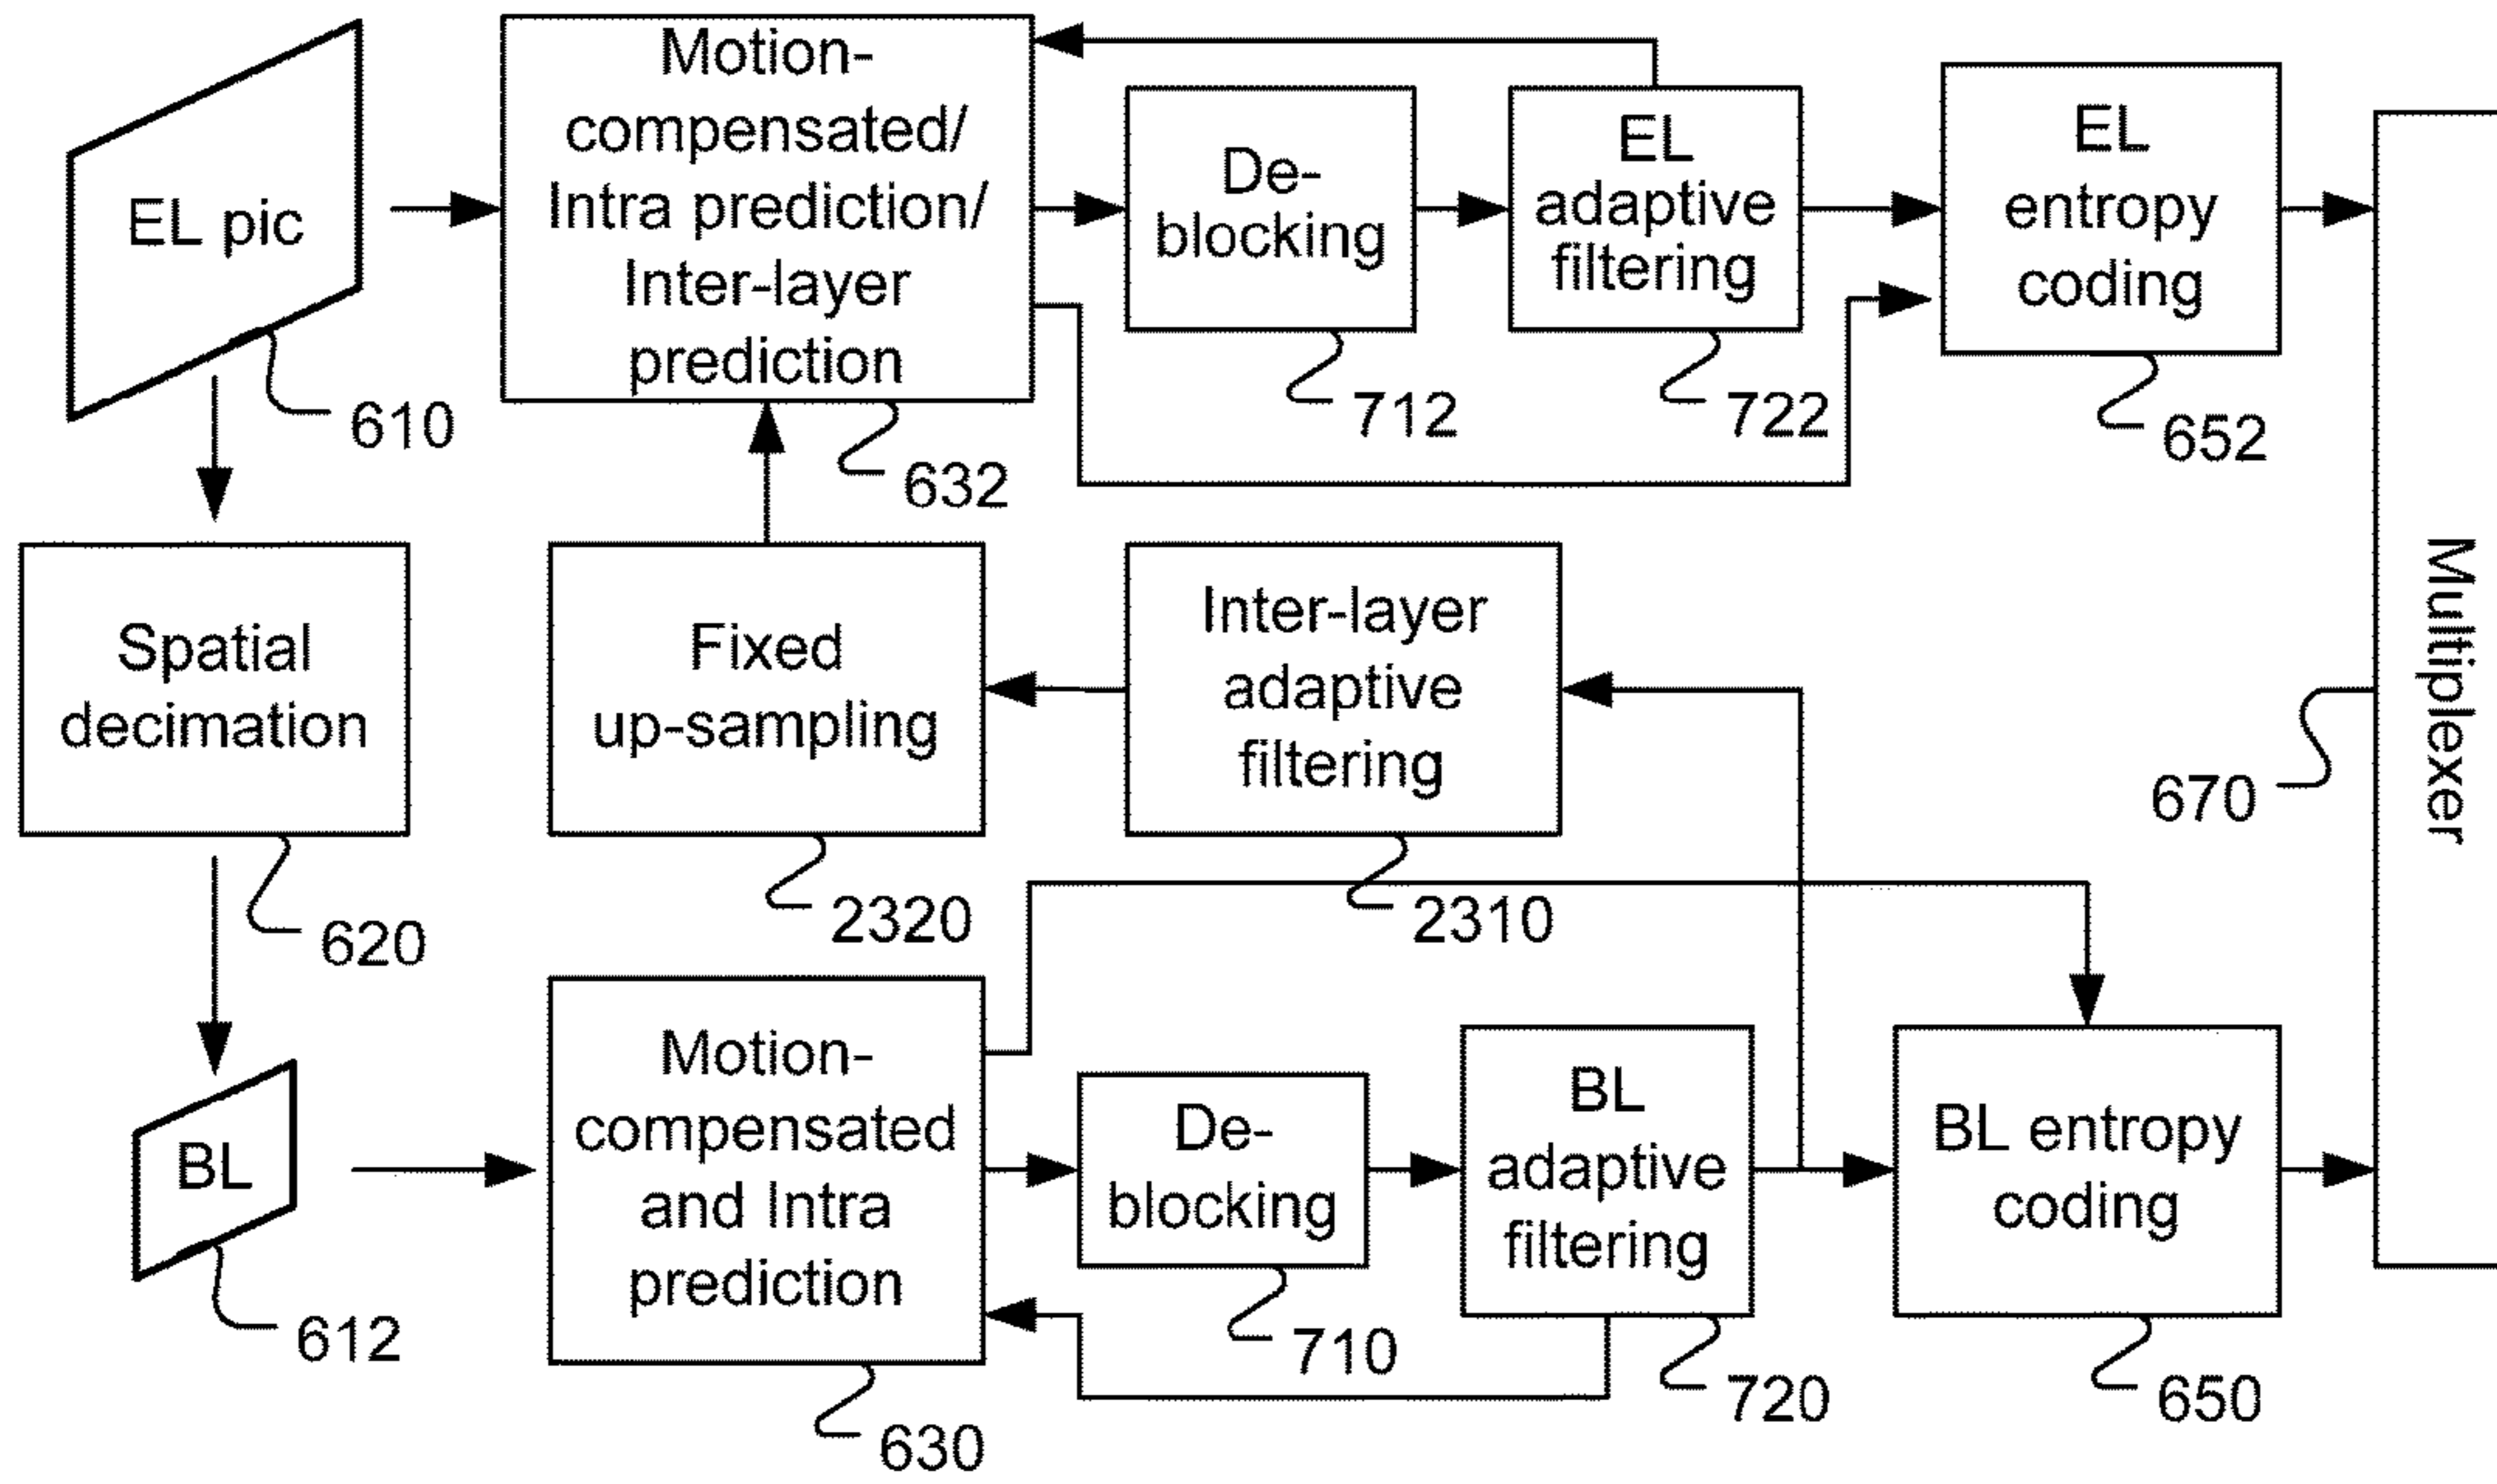 EL pic
610
Motion-
compensated/
Intra prediction/
Inter-layer
prediction
632
De-
blocking
712
EL
adaptive
filtering
722
EL
entropy
coding
652
Spatial
decimation
620
Fixed
up-sampling
2320
Inter-layer
adaptive
filtering
2310
Multiplexer
670
BL
612
Motion-
compensated
and Intra
prediction
630
De-
blocking
710
BL
adaptive
filtering
720
BL entropy
coding
650